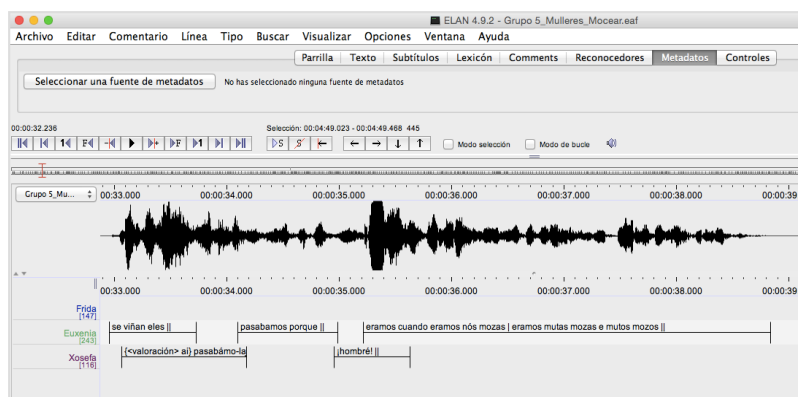 ELAN 4.9.2 - Grupo 5_Mulleres_Mocear.eaf
Archivo Editar Comentario Línea Tipo Buscar Visualizar Opciones Ventana Ayuda
Parrilla Texto Subtítulos Lexicón Comments Reconocedores Metadatos Controles
Seleccionar una fuente de metadatos No has seleccionado ninguna fuente de metadatos
00:00:32.236 Selección: 00:04:49.023 - 00:04:49.468 445
Modo selección Modo de bucle
Grupo 5_Mu... 00:33.000 00:00:34.000 00:00:35.000 00:00:36.000 00:00:37.000 00:00:38.000 00:00:39
00:33.000 00:00:34.000 00:00:35.000 00:00:36.000 00:00:37.000 00:00:38.000 00:00:39
Frida
[147]
se viñan eles || pasabamos porque || eramos cuando eramos nós mozas | eramos mutas mozas e mutos mozos ||
Euxenia
[243]
{<valoración> ai} pasabámo-la ¡hombré! ||
Xosefa
[116]